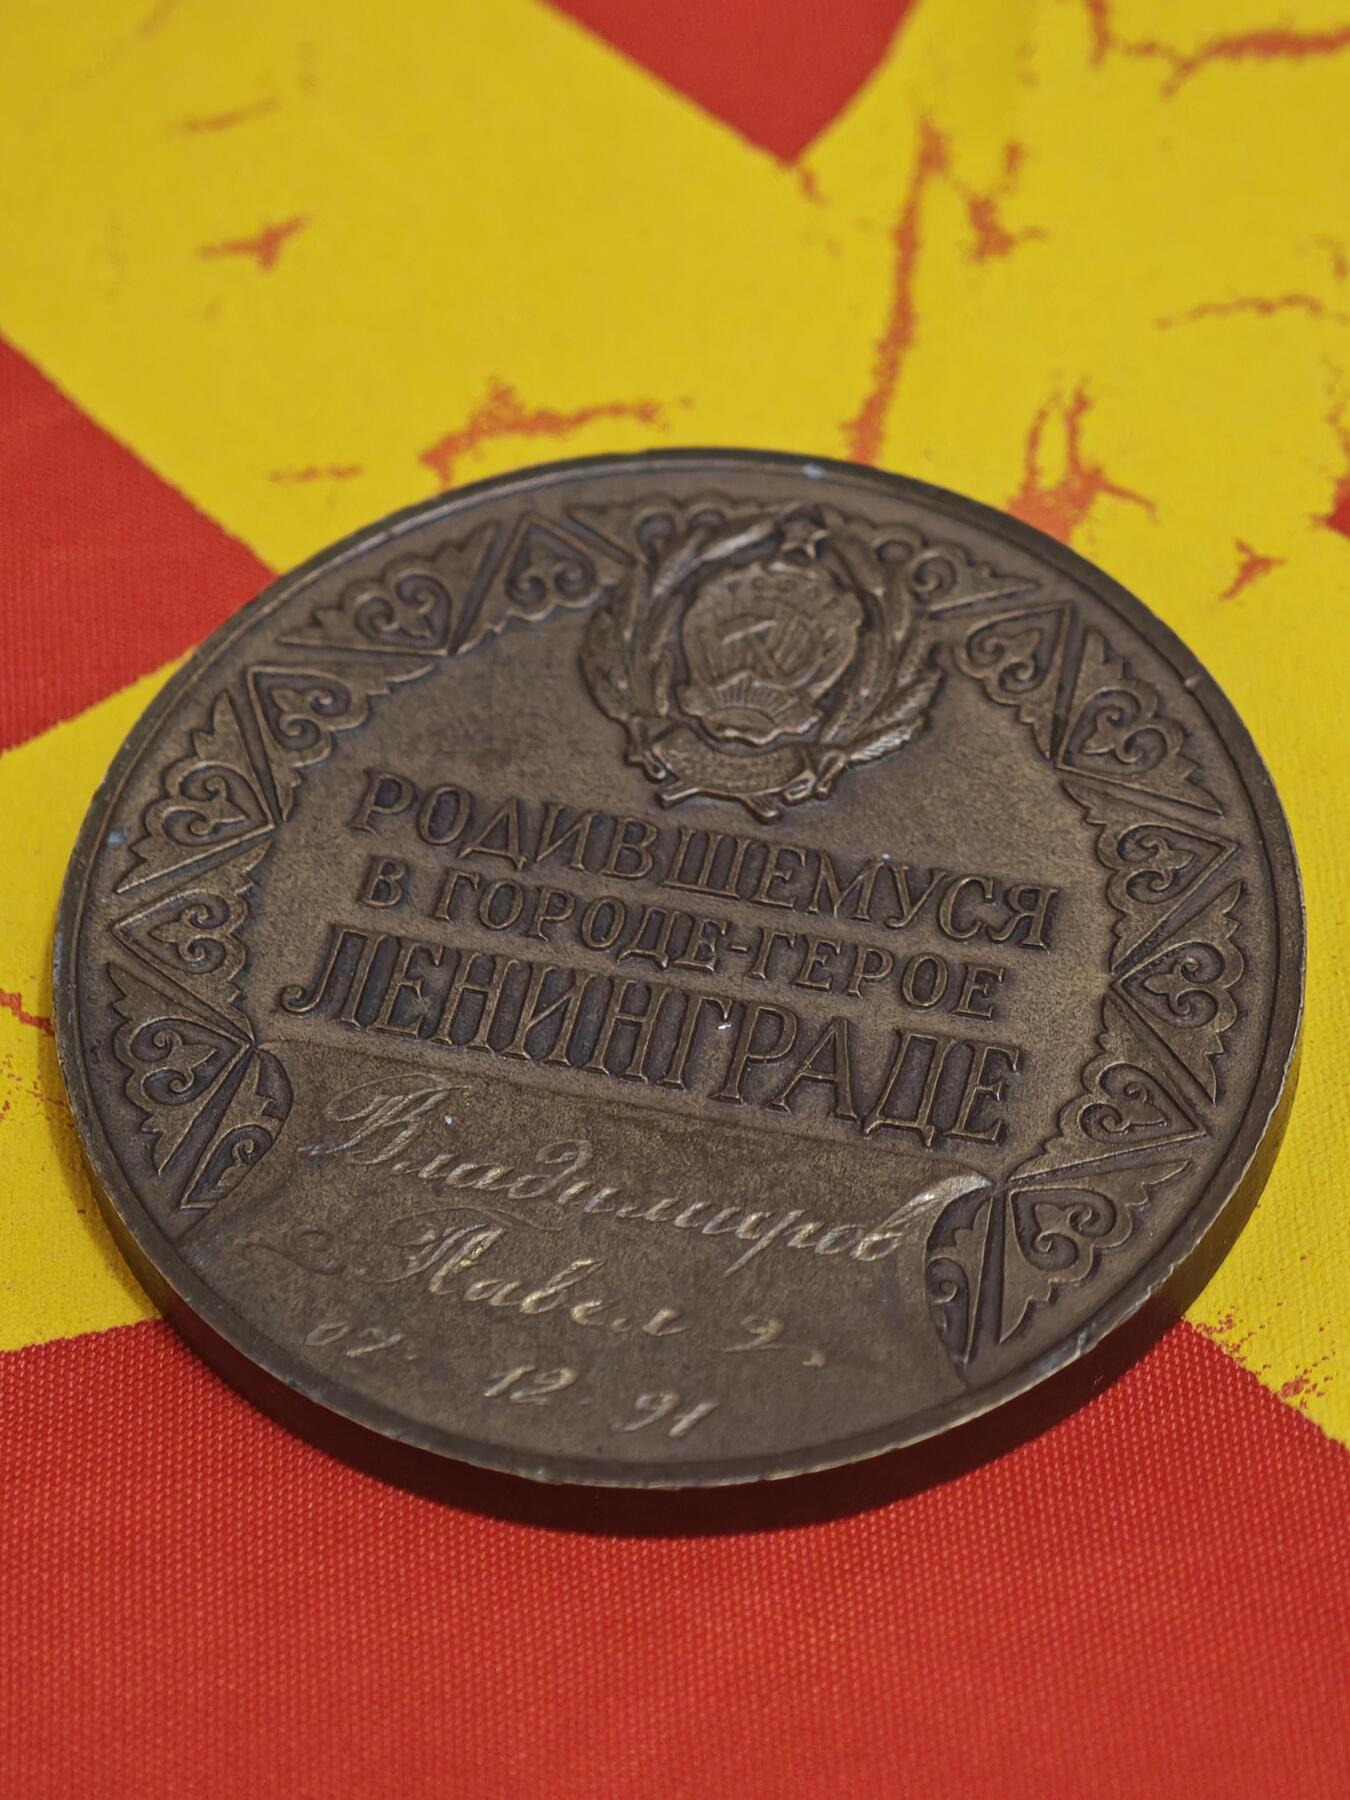 РОДИВШЕМУСЯ
В ГОРОДЕ-ГЕРОЕ
ЛЕНИНГРАДЕ
Владимиров
Павел
07. 12. 91